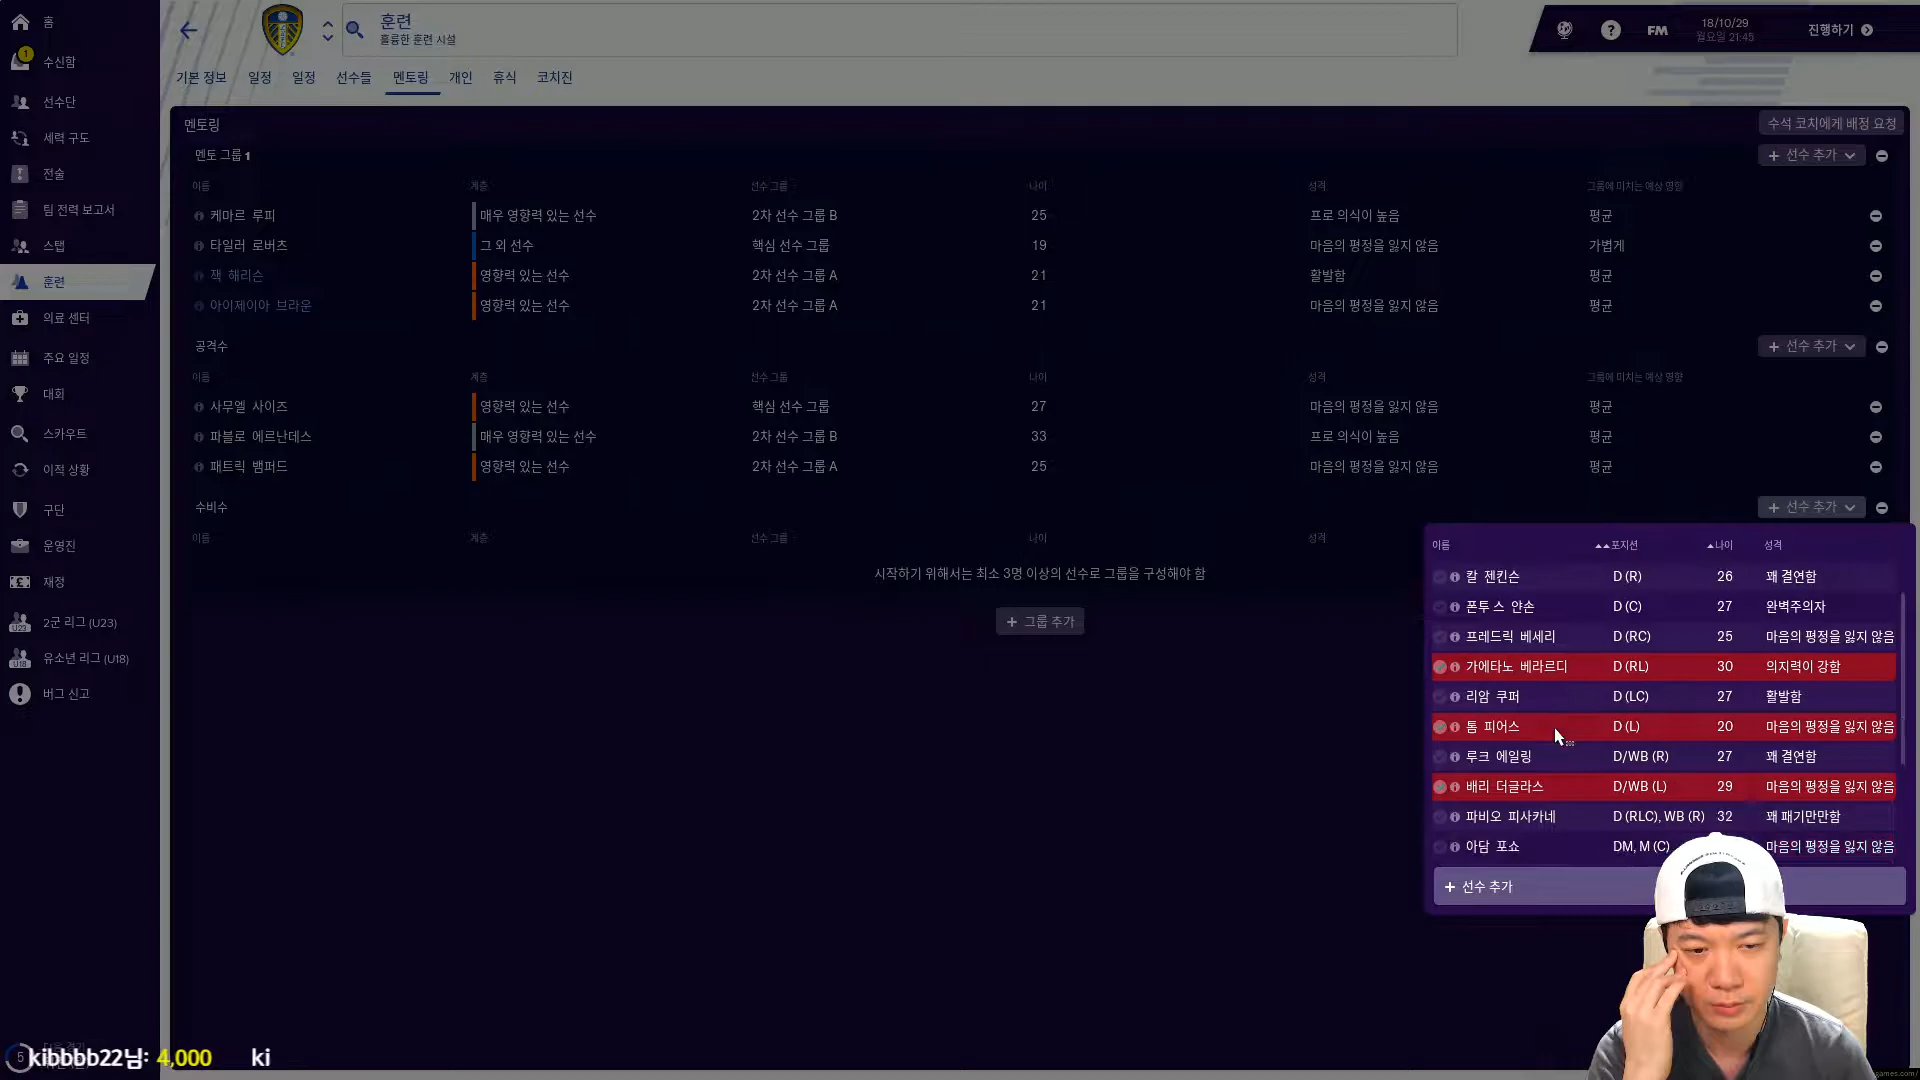 홈
1
수신함
선수단
세력 구도
전술
팀 전력 보고서
스탭
훈련
의료 센터
주요 일정
대회
스카우트
이적 상황
구단
운영진
재정
2군 리그 (U23)
유소년 리그 (U18)
버그 신고
훈련
훌륭한 훈련 시설
FM
18/10/29
월요일 21:45
진행하기
기본 정보 일정 일정 선수들 멘토링 개인 휴식 코치진
멘토링
수석 코치에게 배정 요청
멘토 그룹 1
+ 선수 추가
이름 계층 선수 그룹 나이 성격 그룹에 미치는 예상 영향
케마르 루피 매우 영향력 있는 선수 2차 선수 그룹 B 25 프로 의식이 높음 평균
타일러 로버츠 그 외 선수 핵심 선수 그룹 19 마음의 평정을 잃지 않음 가볍게
잭 해리슨 영향력 있는 선수 2차 선수 그룹 A 21 활발함 평균
아이제이아 브라운 영향력 있는 선수 2차 선수 그룹 A 21 마음의 평정을 잃지 않음 평균
공격수
+ 선수 추가
이름 계층 선수 그룹 나이 성격 그룹에 미치는 예상 영향
사무엘 사이즈 영향력 있는 선수 핵심 선수 그룹 27 마음의 평정을 잃지 않음 평균
파블로 에르난데스 매우 영향력 있는 선수 2차 선수 그룹 B 33 프로 의식이 높음 평균
패트릭 뱀퍼드 영향력 있는 선수 2차 선수 그룹 A 25 마음의 평정을 잃지 않음 평균
수비수
+ 선수 추가
이름 계층 선수 그룹 나이 성격
시작하기 위해서는 최소 3명 이상의 선수로 그룹을 구성해야 함
+ 그룹 추가
이름 포지션 나이 성격
칼 젠킨슨 D (R) 26 꽤 결연함
폰투스 얀손 D (C) 27 완벽주의자
프레드릭 베세리 D (RC) 25 마음의 평정을 잃지 않음
가에타노 베라르디 D (RL) 30 의지력이 강함
리암 쿠퍼 D (LC) 27 활발함
톰 피어스 D (L) 20 마음의 평정을 잃지 않음
루크 에일링 D/WB (R) 27 꽤 결연함
배리 더글라스 D/WB (L) 29 마음의 평정을 잃지 않음
파비오 피사카네 D (RLC), WB (R) 32 꽤 패기만만함
아담 포쇼 DM, M (C) 마음의 평정을 잃지 않음
+ 선수 추가
5
kibbbb22님: 4,000 ki